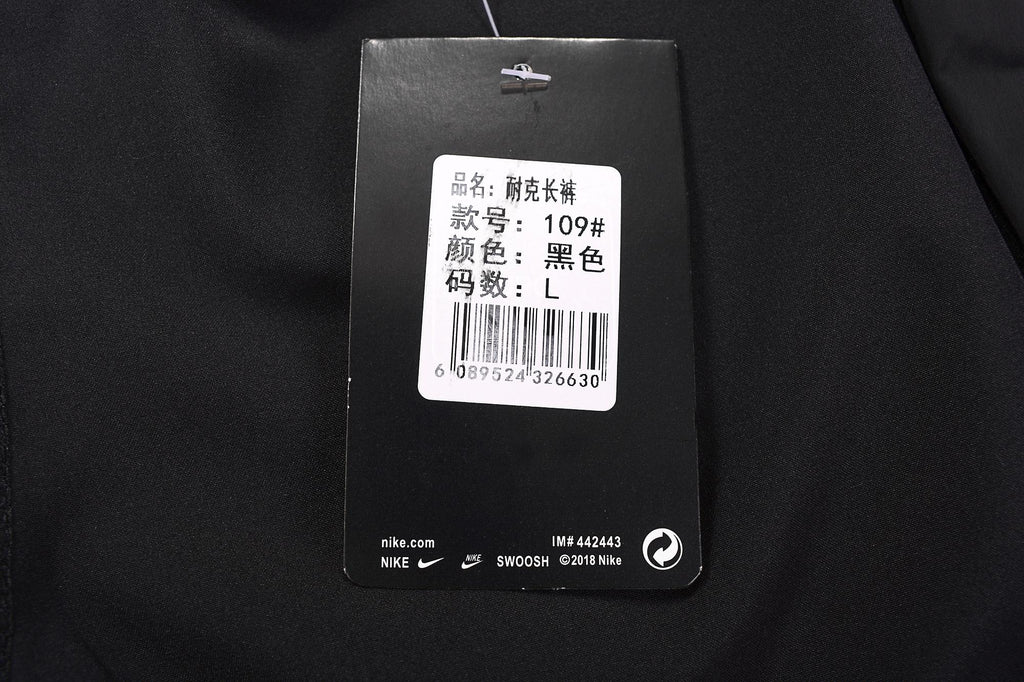 品名：耐克长裤
款号：109#
颜色：黑色
码数：L
6 089524 326630
nike.com
IM# 442443
NIKE NIKE SWOOSH ©2018 Nike